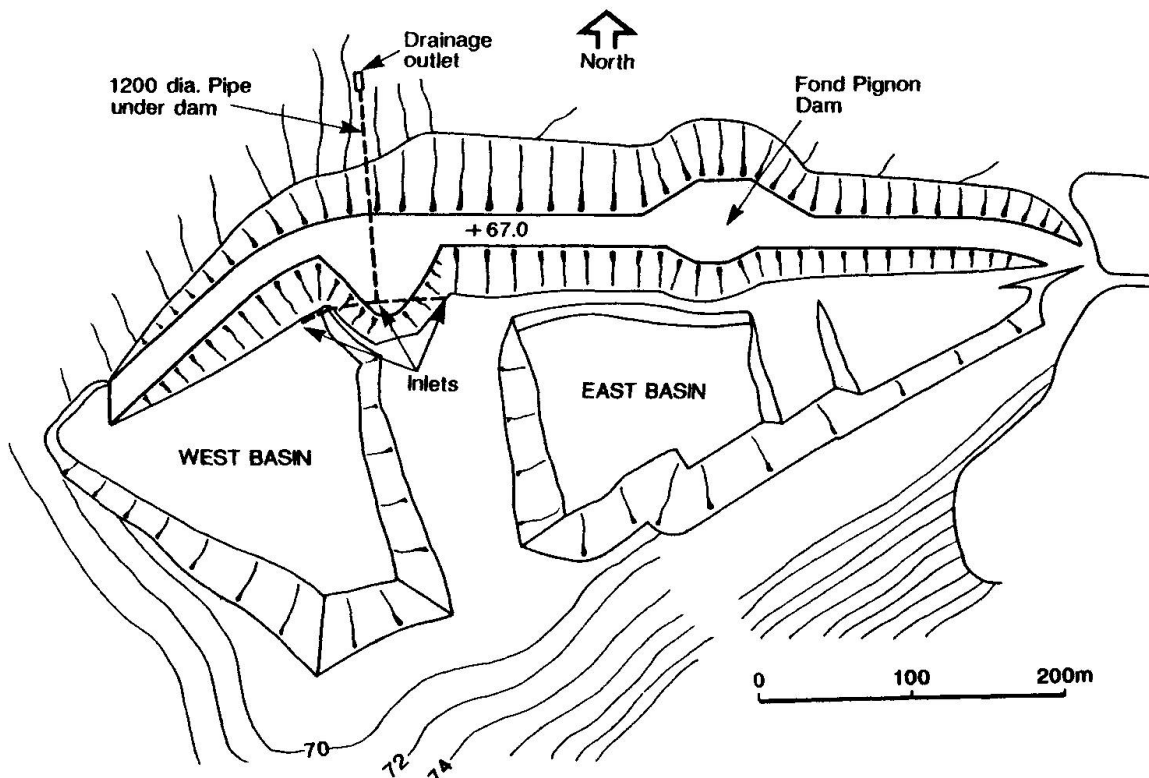 Drainage
outlet
North
1200 dia. Pipe
under dam
Fond Pignon
Dam
+67.0
Inlets
EAST BASIN
WEST BASIN
0 100 200m
70
72
74